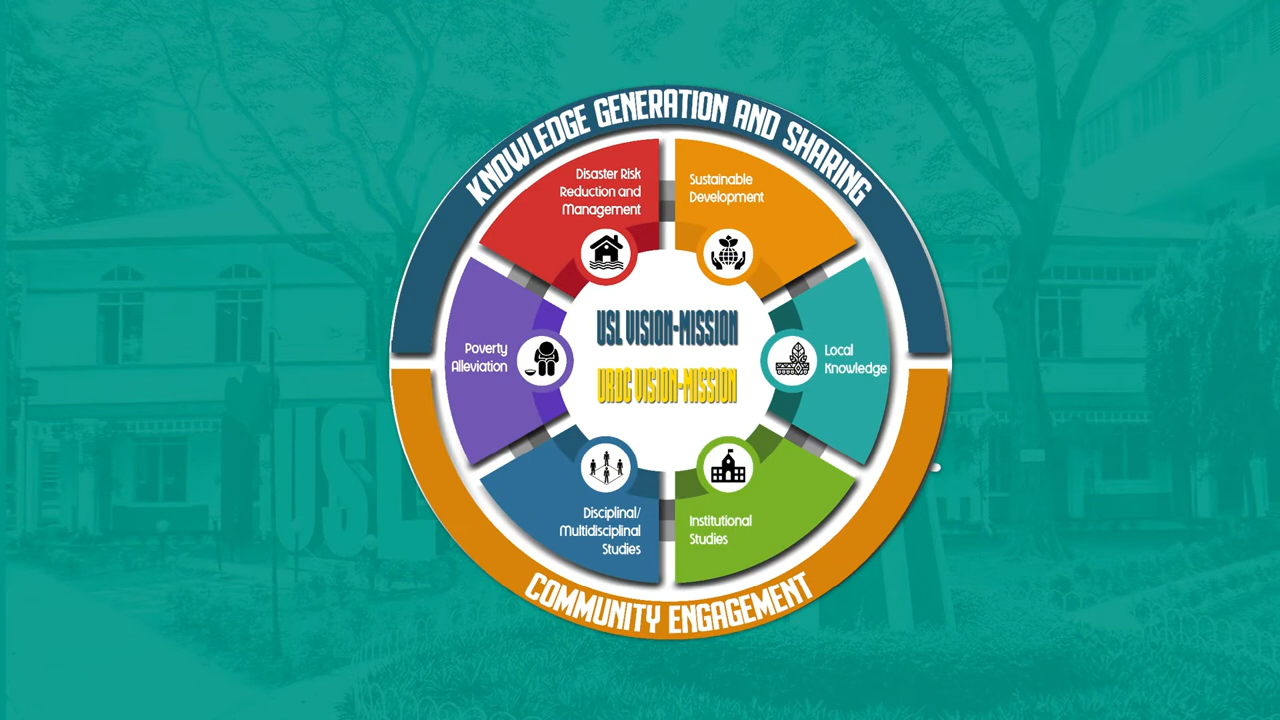 KNOWLEDGE GENERATION AND SHARING
Disaster Risk
Reduction and
Management
Sustainable
Development
Poverty
Alleviation
USL VISION-MISSION
URDC VISION-MISSION
Local
Knowledge
Disciplinal/
Multidisciplinal
Studies
Institutional
Studies
COMMUNITY ENGAGEMENT
USL